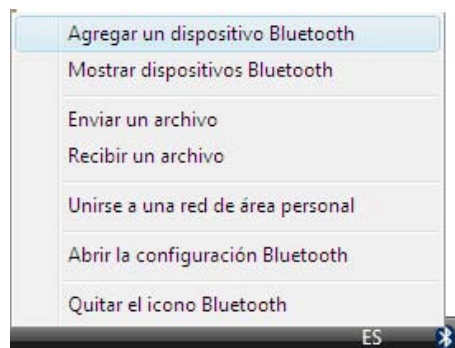 Agregar un dispositivo Bluetooth
Mostrar dispositivos Bluetooth
Enviar un archivo
Recibir un archivo
Unirse a una red de área personal
Abrir la configuración Bluetooth
Quitar el icono Bluetooth
ES